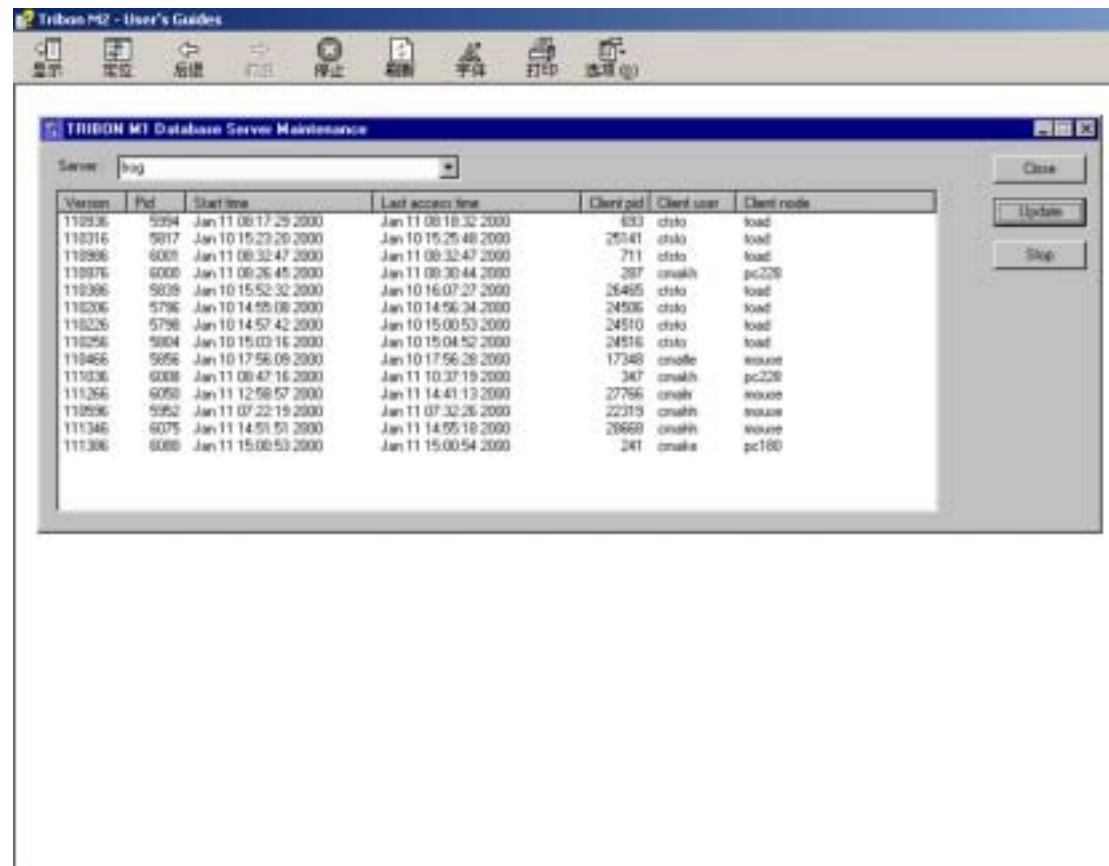 Tribon M2 - User's Guides
显示 定位 后退 前进 停止 刷新 字体 打印 选项(O)
TRIBON M1 Database Server Maintenance
Server: Close
Version Pid Start time Last access time Client pid Client user Client node Update
110936 5994 Jan 11 08:17:29 2000 Jan 11 08:18:32 2000 693 ctsto toad
110316 5817 Jan 10 15:23:20 2000 Jan 10 15:25:48 2000 25141 ctsto toad
110986 6001 Jan 11 08:32:47 2000 Jan 11 08:32:47 2000 711 ctsto toad Stop
110976 6000 Jan 11 08:26:45 2000 Jan 11 08:30:44 2000 287 cmakh pc228
110386 5839 Jan 10 15:52:32 2000 Jan 10 16:07:27 2000 26465 ctsto toad
110206 5796 Jan 10 14:55:08 2000 Jan 10 14:56:34 2000 24506 ctsto toad
110226 5798 Jan 10 14:57:42 2000 Jan 10 15:00:53 2000 24510 ctsto toad
110256 5804 Jan 10 15:03:16 2000 Jan 10 15:04:52 2000 24516 ctsto toad
110466 5856 Jan 10 17:56:09 2000 Jan 10 17:56:28 2000 17348 mouse
111036 6008 Jan 11 08:47:16 2000 Jan 11 10:37:19 2000 347 cmakh pc228
111266 6050 Jan 11 12:58:57 2000 Jan 11 14:41:13 2000 27766 mouse
110596 5952 Jan 11 07:22:19 2000 Jan 11 07:32:26 2000 22319 mouse
111346 6075 Jan 11 14:51:51 2000 Jan 11 14:55:18 2000 28668 mouse
111386 6080 Jan 11 15:00:53 2000 Jan 11 15:00:54 2000 241 cmake pc180